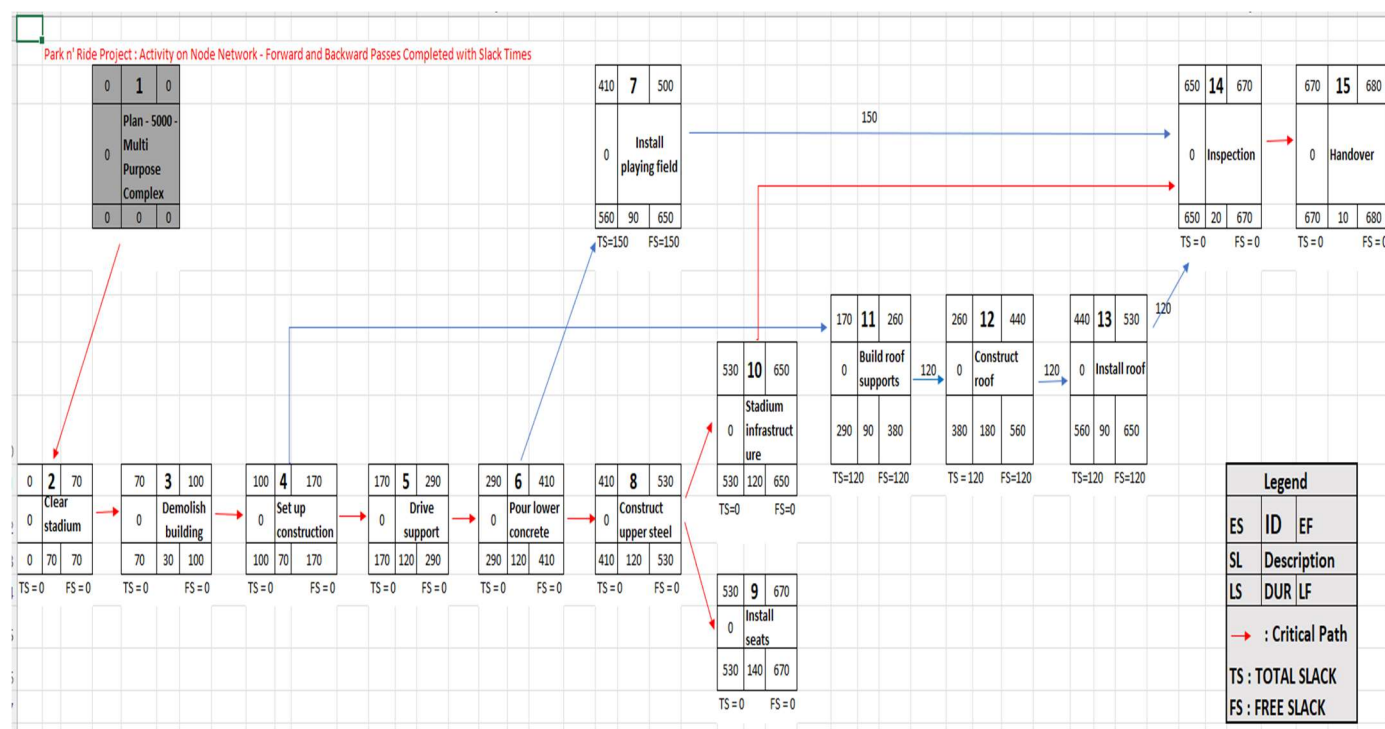 Park n' Ride Project : Activity on Node Network - Forward and Backward Passes Completed with Slack Times
0 1 0
Plan - 5000 -
Multi
0
Purpose
Complex
0 0 0
410 7 500
0
Install
playing field
560 90 650
TS=150 FS=150
150
650 14 670
0 Inspection
650 20 670
TS = 0 FS = 0
670 15 680
0 Handover
670 10 680
TS = 0 FS = 0
170 11 260
0
Build roof
supports
290 90 380
TS=120 FS=120
120
260 12 440
0
Construct
roof
380 180 560
TS = 120 FS=120
120
440 13 530
0 Install roof
560 90 650
TS=120 FS=120
120
530 10 650
0
Stadium
infrastruct
ure
530 120 650
TS=0 FS=0
0 2 70
0
Clear
stadium
0 70 70
TS = 0 FS = 0
70 3 100
0
Demolish
building
70 30 100
TS = 0 FS = 0
100 4 170
0
Set up
construction
100 70 170
TS = 0 FS = 0
170 5 290
0
Drive
support
170 120 290
TS = 0 FS = 0
290 6 410
0
Pour lower
concrete
290 120 410
TS = 0 FS = 0
410 8 530
0
Construct
upper steel
410 120 530
TS = 0 FS = 0
530 9 670
0
Install
seats
530 140 670
TS = 0 FS = 0
Legend
ES ID EF
SL Description
LS DUR LF
: Critical Path
TS : TOTAL SLACK
FS : FREE SLACK